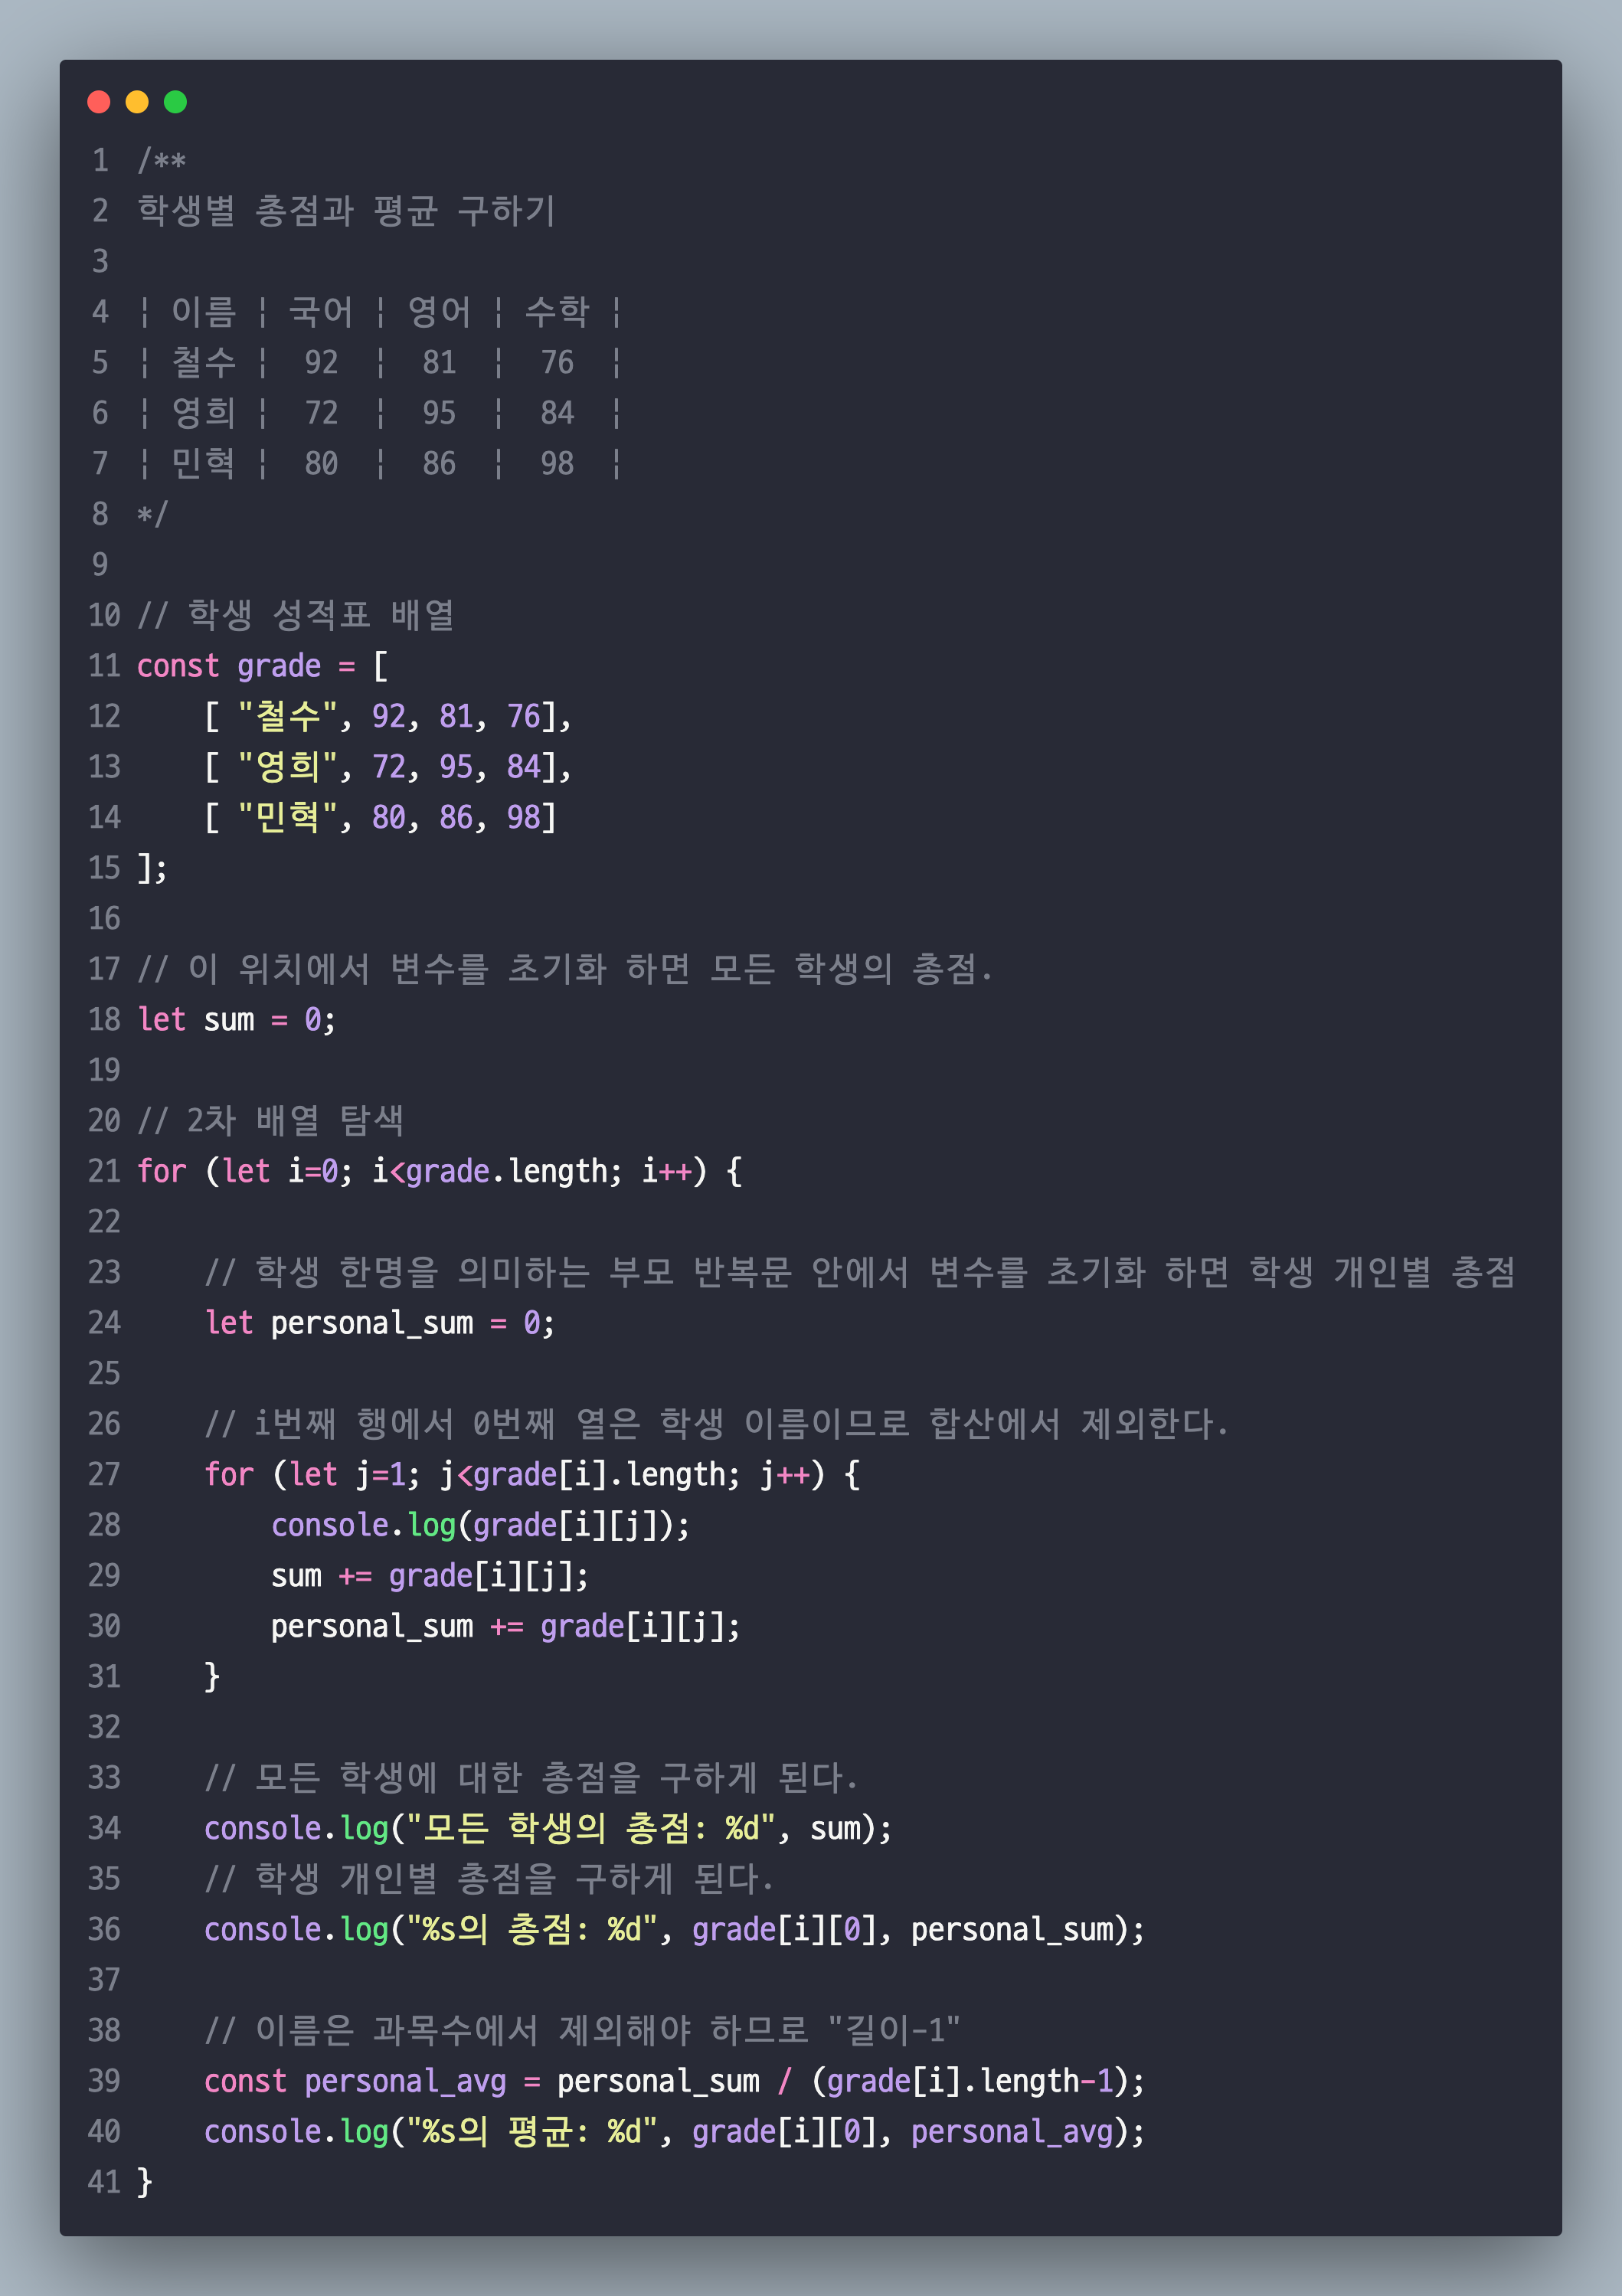 1 /**
2 학생별 총점과 평균 구하기
3
4 ¦ 이름 ¦ 국어 ¦ 영어 ¦ 수학 ¦
5 ¦ 철수 ¦  92  ¦  81  ¦  76  ¦
6 ¦ 영희 ¦  72  ¦  95  ¦  84  ¦
7 ¦ 민혁 ¦  80  ¦  86  ¦  98  ¦
8 */
9
10 // 학생 성적표 배열
11 const grade = [
12     [ "철수", 92, 81, 76],
13     [ "영희", 72, 95, 84],
14     [ "민혁", 80, 86, 98]
15 ];
16
17 // 이 위치에서 변수를 초기화 하면 모든 학생의 총점.
18 let sum = 0;
19
20 // 2차 배열 탐색
21 for (let i=0; i<grade.length; i++) {
22
23     // 학생 한명을 의미하는 부모 반복문 안에서 변수를 초기화 하면 학생 개인별 총점
24     let personal_sum = 0;
25
26     // i번째 행에서 0번째 열은 학생 이름이므로 합산에서 제외한다.
27     for (let j=1; j<grade[i].length; j++) {
28         console.log(grade[i][j]);
29         sum += grade[i][j];
30         personal_sum += grade[i][j];
31     }
32
33     // 모든 학생에 대한 총점을 구하게 된다.
34     console.log("모든 학생의 총점: %d", sum);
35     // 학생 개인별 총점을 구하게 된다.
36     console.log("%s의 총점: %d", grade[i][0], personal_sum);
37
38     // 이름은 과목수에서 제외해야 하므로 "길이-1"
39     const personal_avg = personal_sum / (grade[i].length-1);
40     console.log("%s의 평균: %d", grade[i][0], personal_avg);
41 }